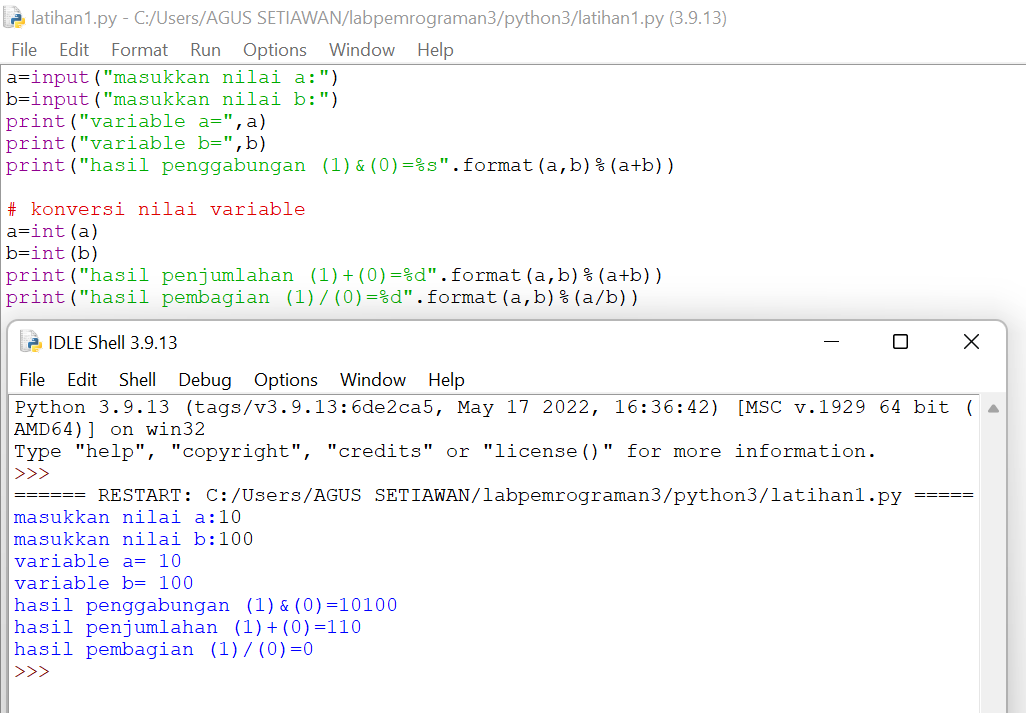 latihan1.py - C:/Users/AGUS SETIAWAN/labpemrograman3/python3/latihan1.py (3.9.13)
File Edit Format Run Options Window Help
a=input("masukkan nilai a:")
b=input("masukkan nilai b:")
print("variable a=",a)
print("variable b=",b)
print("hasil penggabungan (1)&(0)=%s".format(a,b)%(a+b))
# konversi nilai variable
a=int(a)
b=int(b)
print("hasil penjumlahan (1)+(0)=%d".format(a,b)%(a+b))
print("hasil pembagian (1)/(0)=%d".format(a,b)%(a/b))
IDLE Shell 3.9.13
File Edit Shell Debug Options Window Help
Python 3.9.13 (tags/v3.9.13:6de2ca5, May 17 2022, 16:36:42) [MSC v.1929 64 bit (
AMD64)] on win32
Type "help", "copyright", "credits" or "license()" for more information.
>>>
====== RESTART: C:/Users/AGUS SETIAWAN/labpemrograman3/python3/latihan1.py =====
masukkan nilai a:10
masukkan nilai b:100
variable a= 10
variable b= 100
hasil penggabungan (1)&(0)=10100
hasil penjumlahan (1)+(0)=110
hasil pembagian (1)/(0)=0
>>>